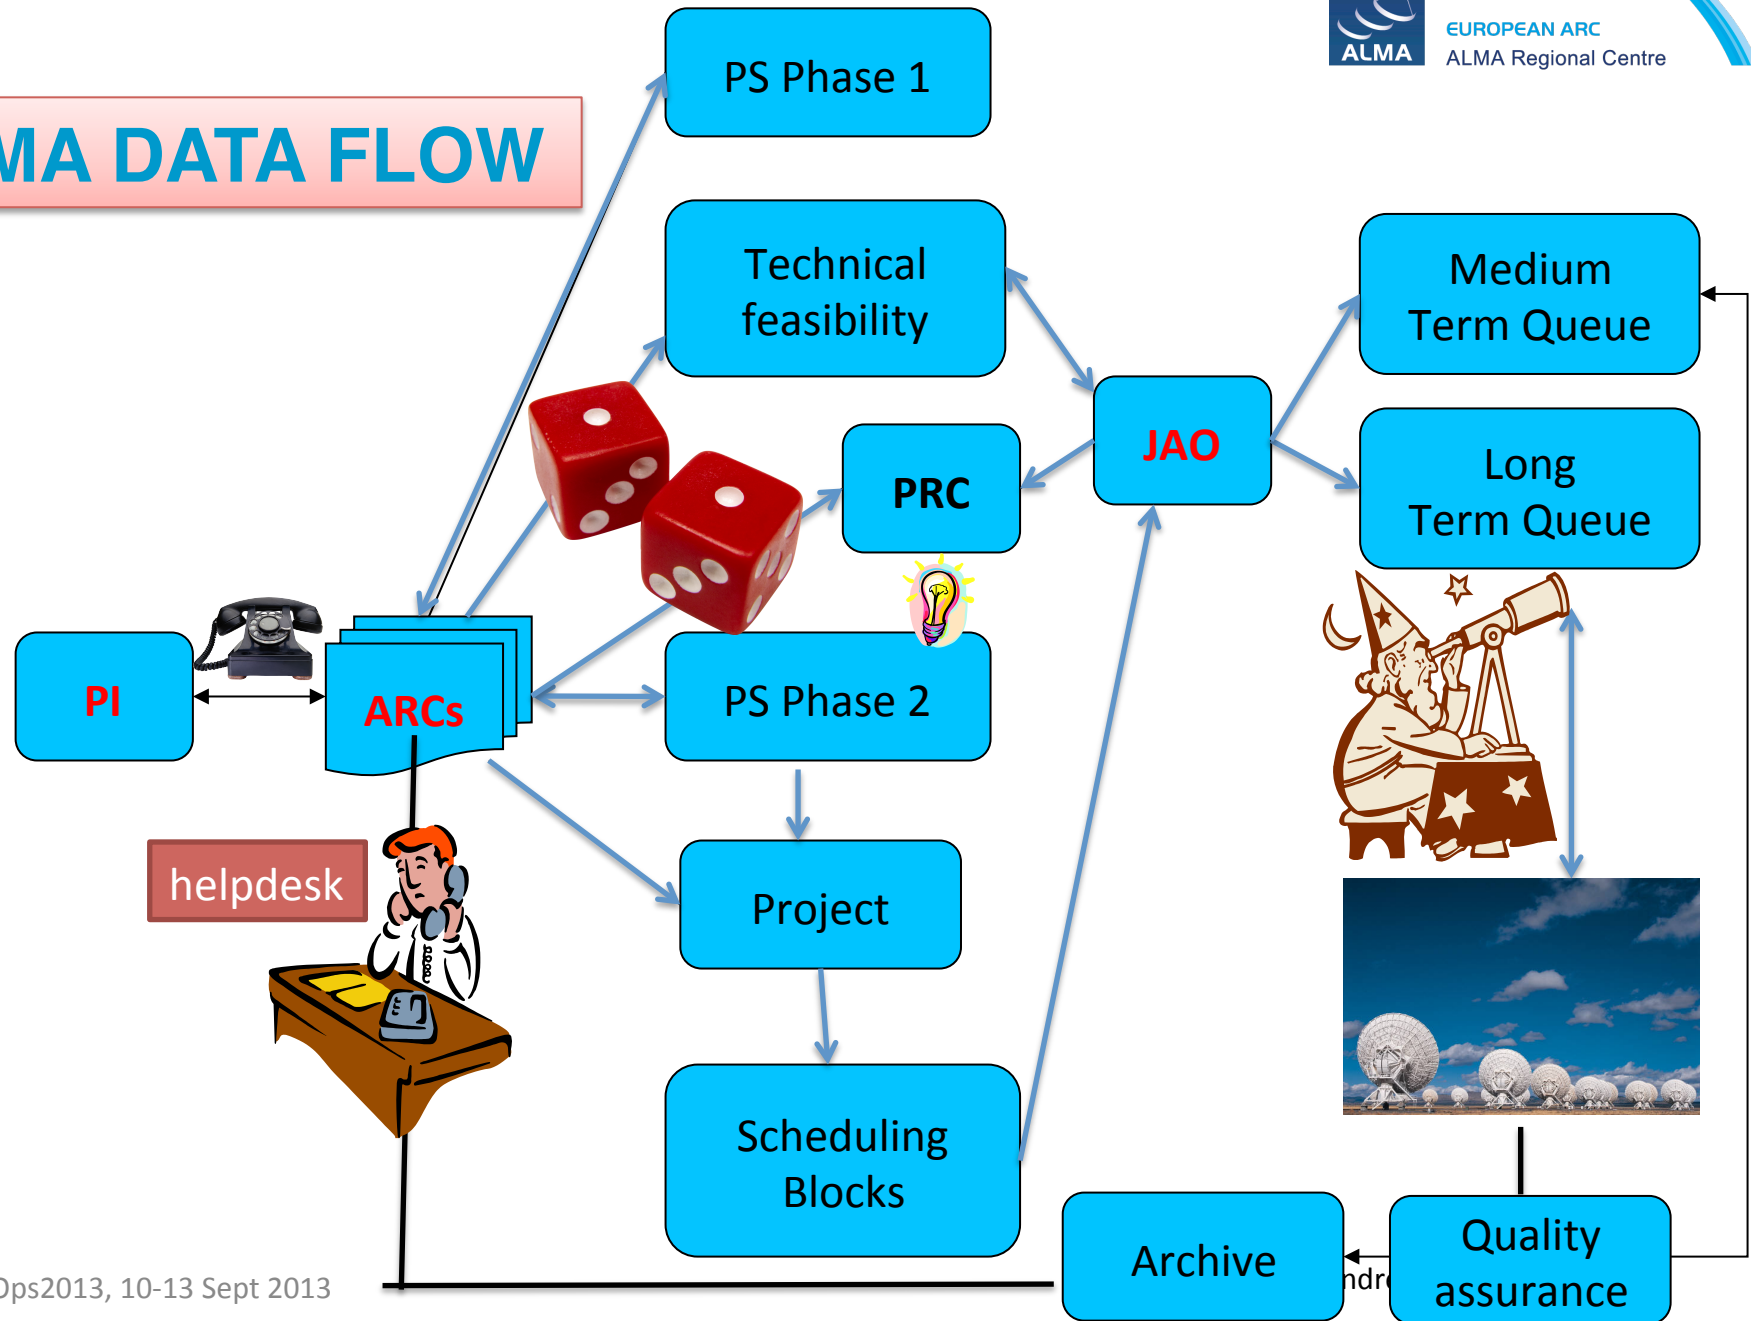 PS Phase 1
ALMA
EUROPEAN ARC
ALMA Regional Centre
MA DATA FLOW
Technical
feasibility
Medium
Term Queue
JAO
PRC
Long
Term Queue
PI
ARCs
PS Phase 2
helpdesk
Project
Scheduling
Blocks
Archive
Quality
assurance
Ops2013, 10-13 Sept 2013